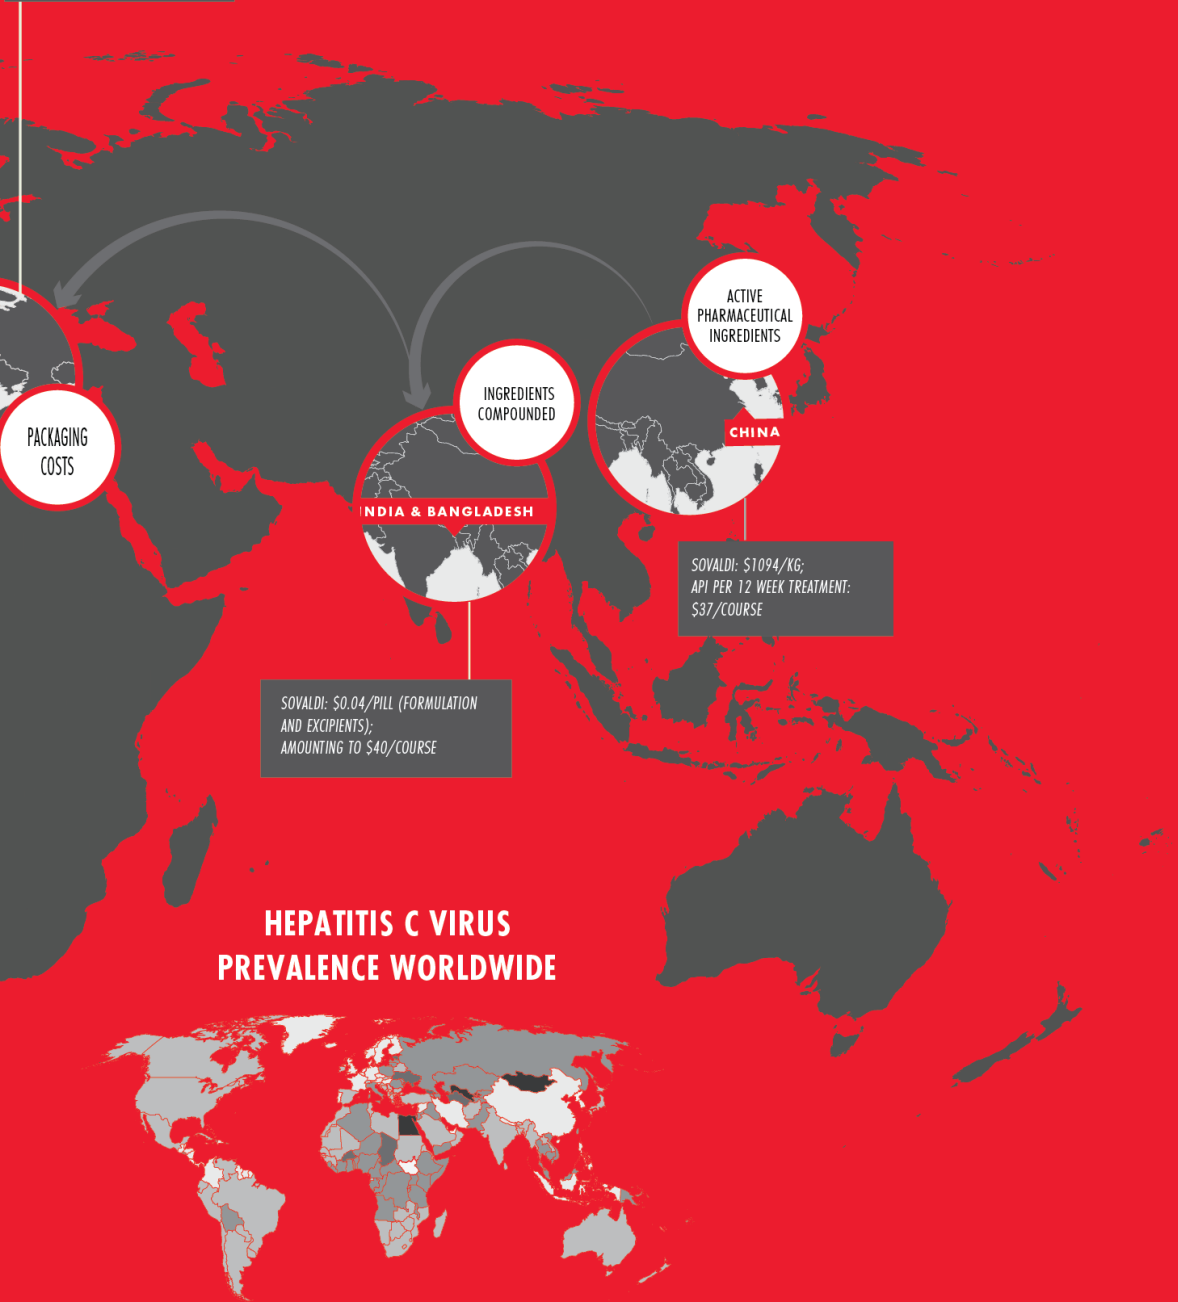 ACTIVE
PHARMACEUTICAL
INGREDIENTS
INGREDIENTS
COMPOUNDED
PACKAGING
COSTS
CHINA
NDIA & BANGLADESH
SOVALDI: $1094/KG;
API PER 12 WEEK TREATMENT:
$37/COURSE
SOVALDI: $0.04/PILL (FORMULATION
AND EXCIPIENTS);
AMOUNTING TO $40/COURSE
HEPATITIS C VIRUS
PREVALENCE WORLDWIDE